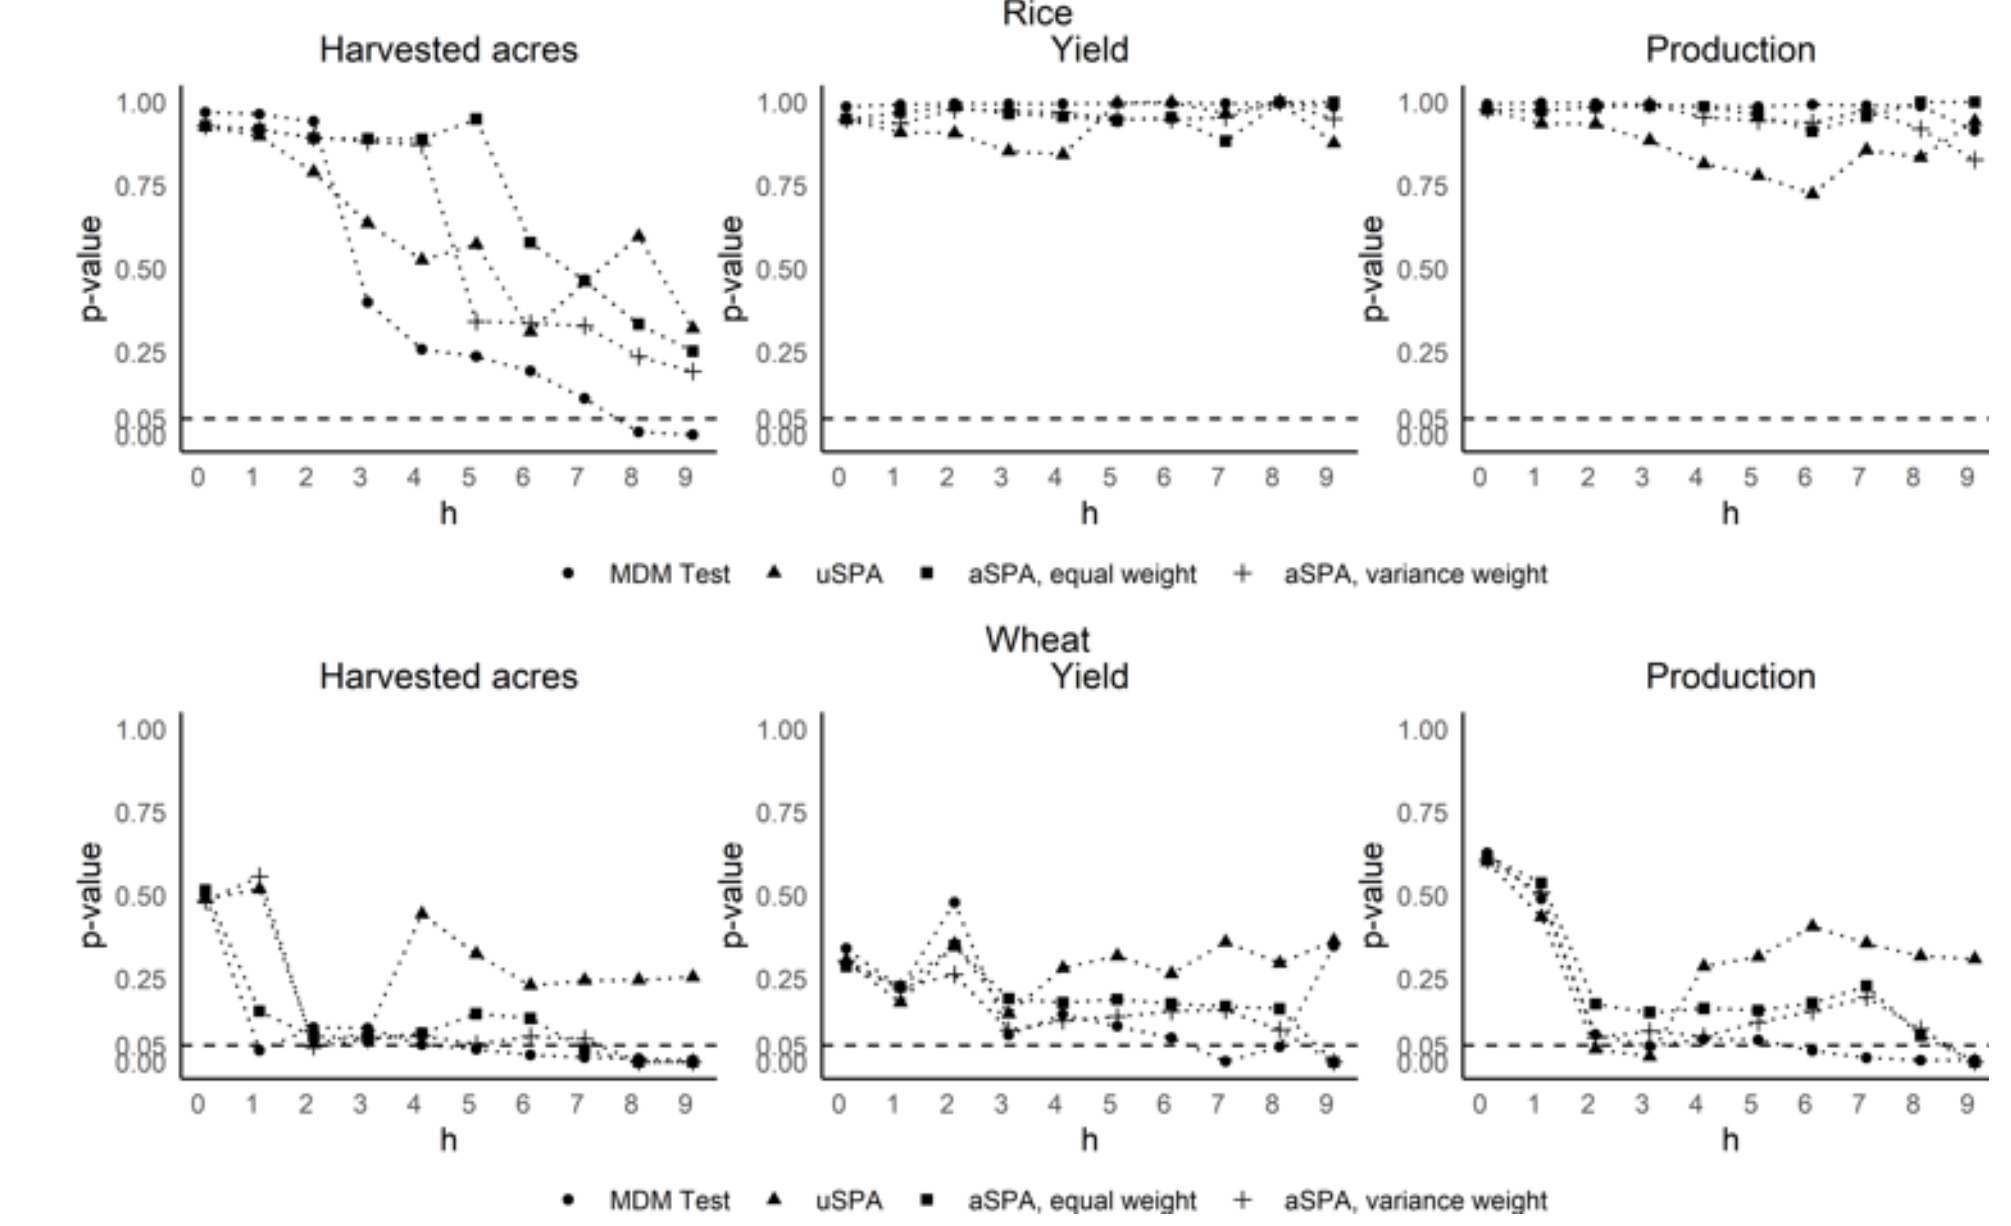 Rice
Harvested acres Yield Production
1.00 1.00 1.00
0.75 0.75 0.75
p-value p-value p-value
0.50 0.50 0.50
0.25 0.25 0.25
0.05 0.05 0.05
0.00 0.00 0.00
0 1 2 3 4 5 6 7 8 9 0 1 2 3 4 5 6 7 8 9 0 1 2 3 4 5 6 7 8 9
h h h
MDM Test uSPA aSPA, equal weight aSPA, variance weight
Wheat
Harvested acres Yield Production
1.00 1.00 1.00
0.75 0.75 0.75
p-value p-value p-value
0.50 0.50 0.50
0.25 0.25 0.25
0.05 0.05 0.05
0.00 0.00 0.00
0 1 2 3 4 5 6 7 8 9 0 1 2 3 4 5 6 7 8 9 0 1 2 3 4 5 6 7 8 9
h h h
MDM Test uSPA aSPA, equal weight aSPA, variance weight